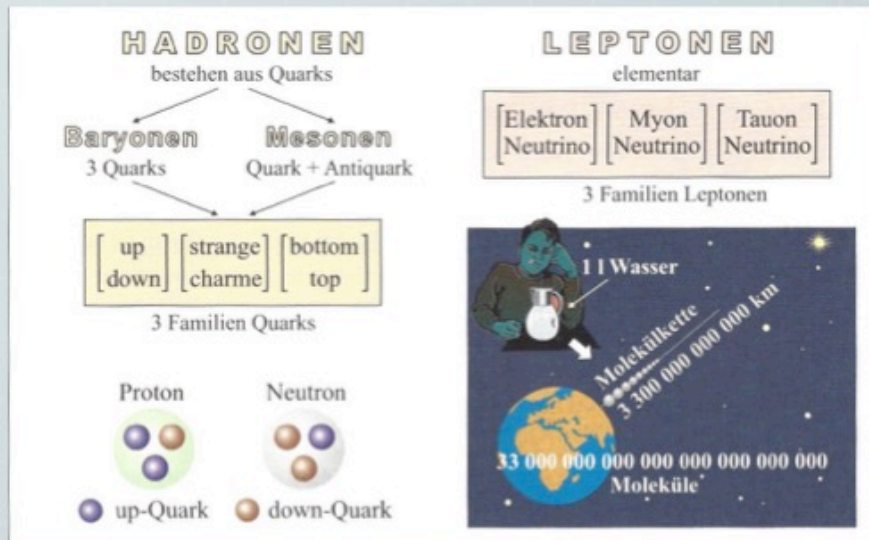 HADRONEN
bestehen aus Quarks
Baryonen
Mesonen
3 Quarks
Quark + Antiquark
up
down
strange
charme
bottom
top
3 Familien Quarks
Proton
Neutron
up-Quark
down-Quark
LEPTONEN
elementar
Elektron
Neutrino
Myon
Neutrino
Tauon
Neutrino
3 Familien Leptonen
1 l Wasser
Molekülkette
3 300 000 000 000 km
33 000 000 000 000 000 000 000 000
Moleküle